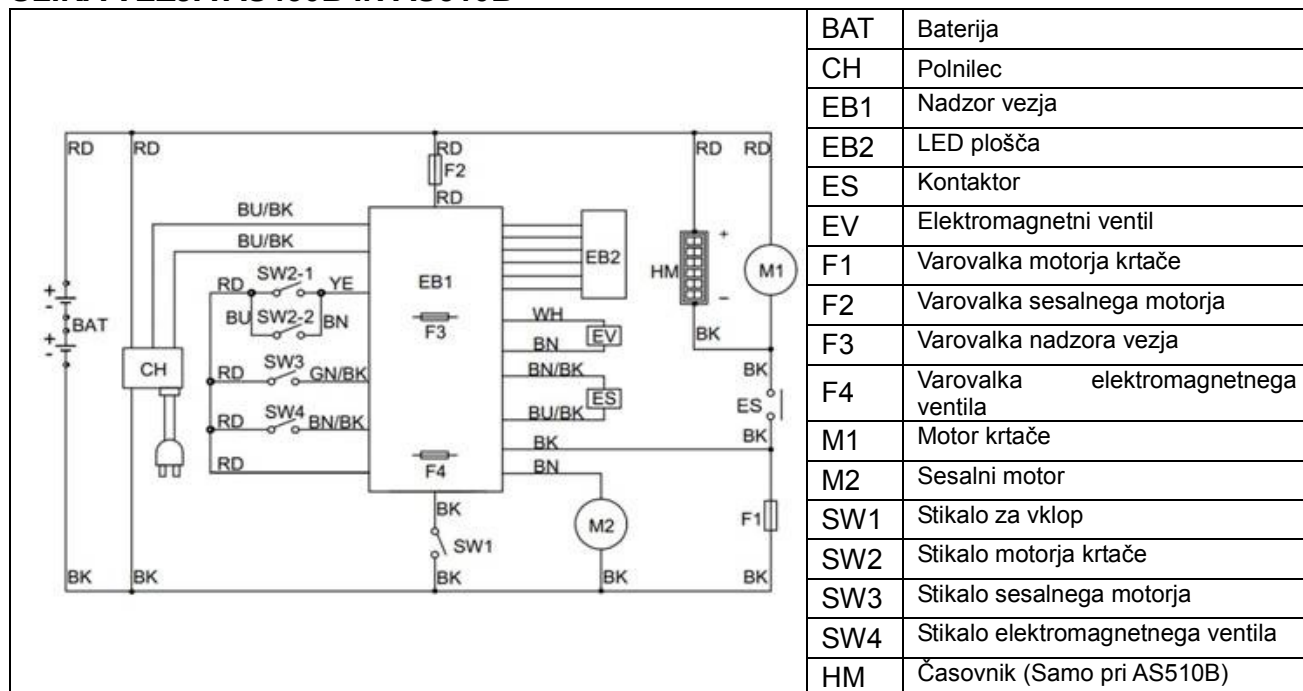 BAT Baterija
CH Polnilec
EB1 Nadzor vezja
EB2 LED plošča
ES Kontaktor
EV Elektromagnetni ventil
F1 Varovalka motorja krtače
F2 Varovalka sesalnega motorja
F3 Varovalka nadzora vezja
F4 Varovalka elektromagnetnega
ventila
M1 Motor krtače
M2 Sesalni motor
SW1 Stikalo za vklop
SW2 Stikalo motorja krtače
SW3 Stikalo sesalnega motorja
SW4 Stikalo elektromagnetnega ventila
HM Časovnik (Samo pri AS510B)
RD RD RD RD RD
F2
RD
BU/BK
BU/BK
EB2
SW2-1
RD YE
EB1
HM + M1
BU SW2-2 BN
F3
WH
EV
BN
−
BK
+
-
BAT
+
-
CH
SW3
RD GN/BK
BN/BK
BK
ES
BU/BK
ES
SW4
RD BN/BK
BK
BK
RD
F4
BN
BK
M2
F1
SW1
BK BK BK BK BK